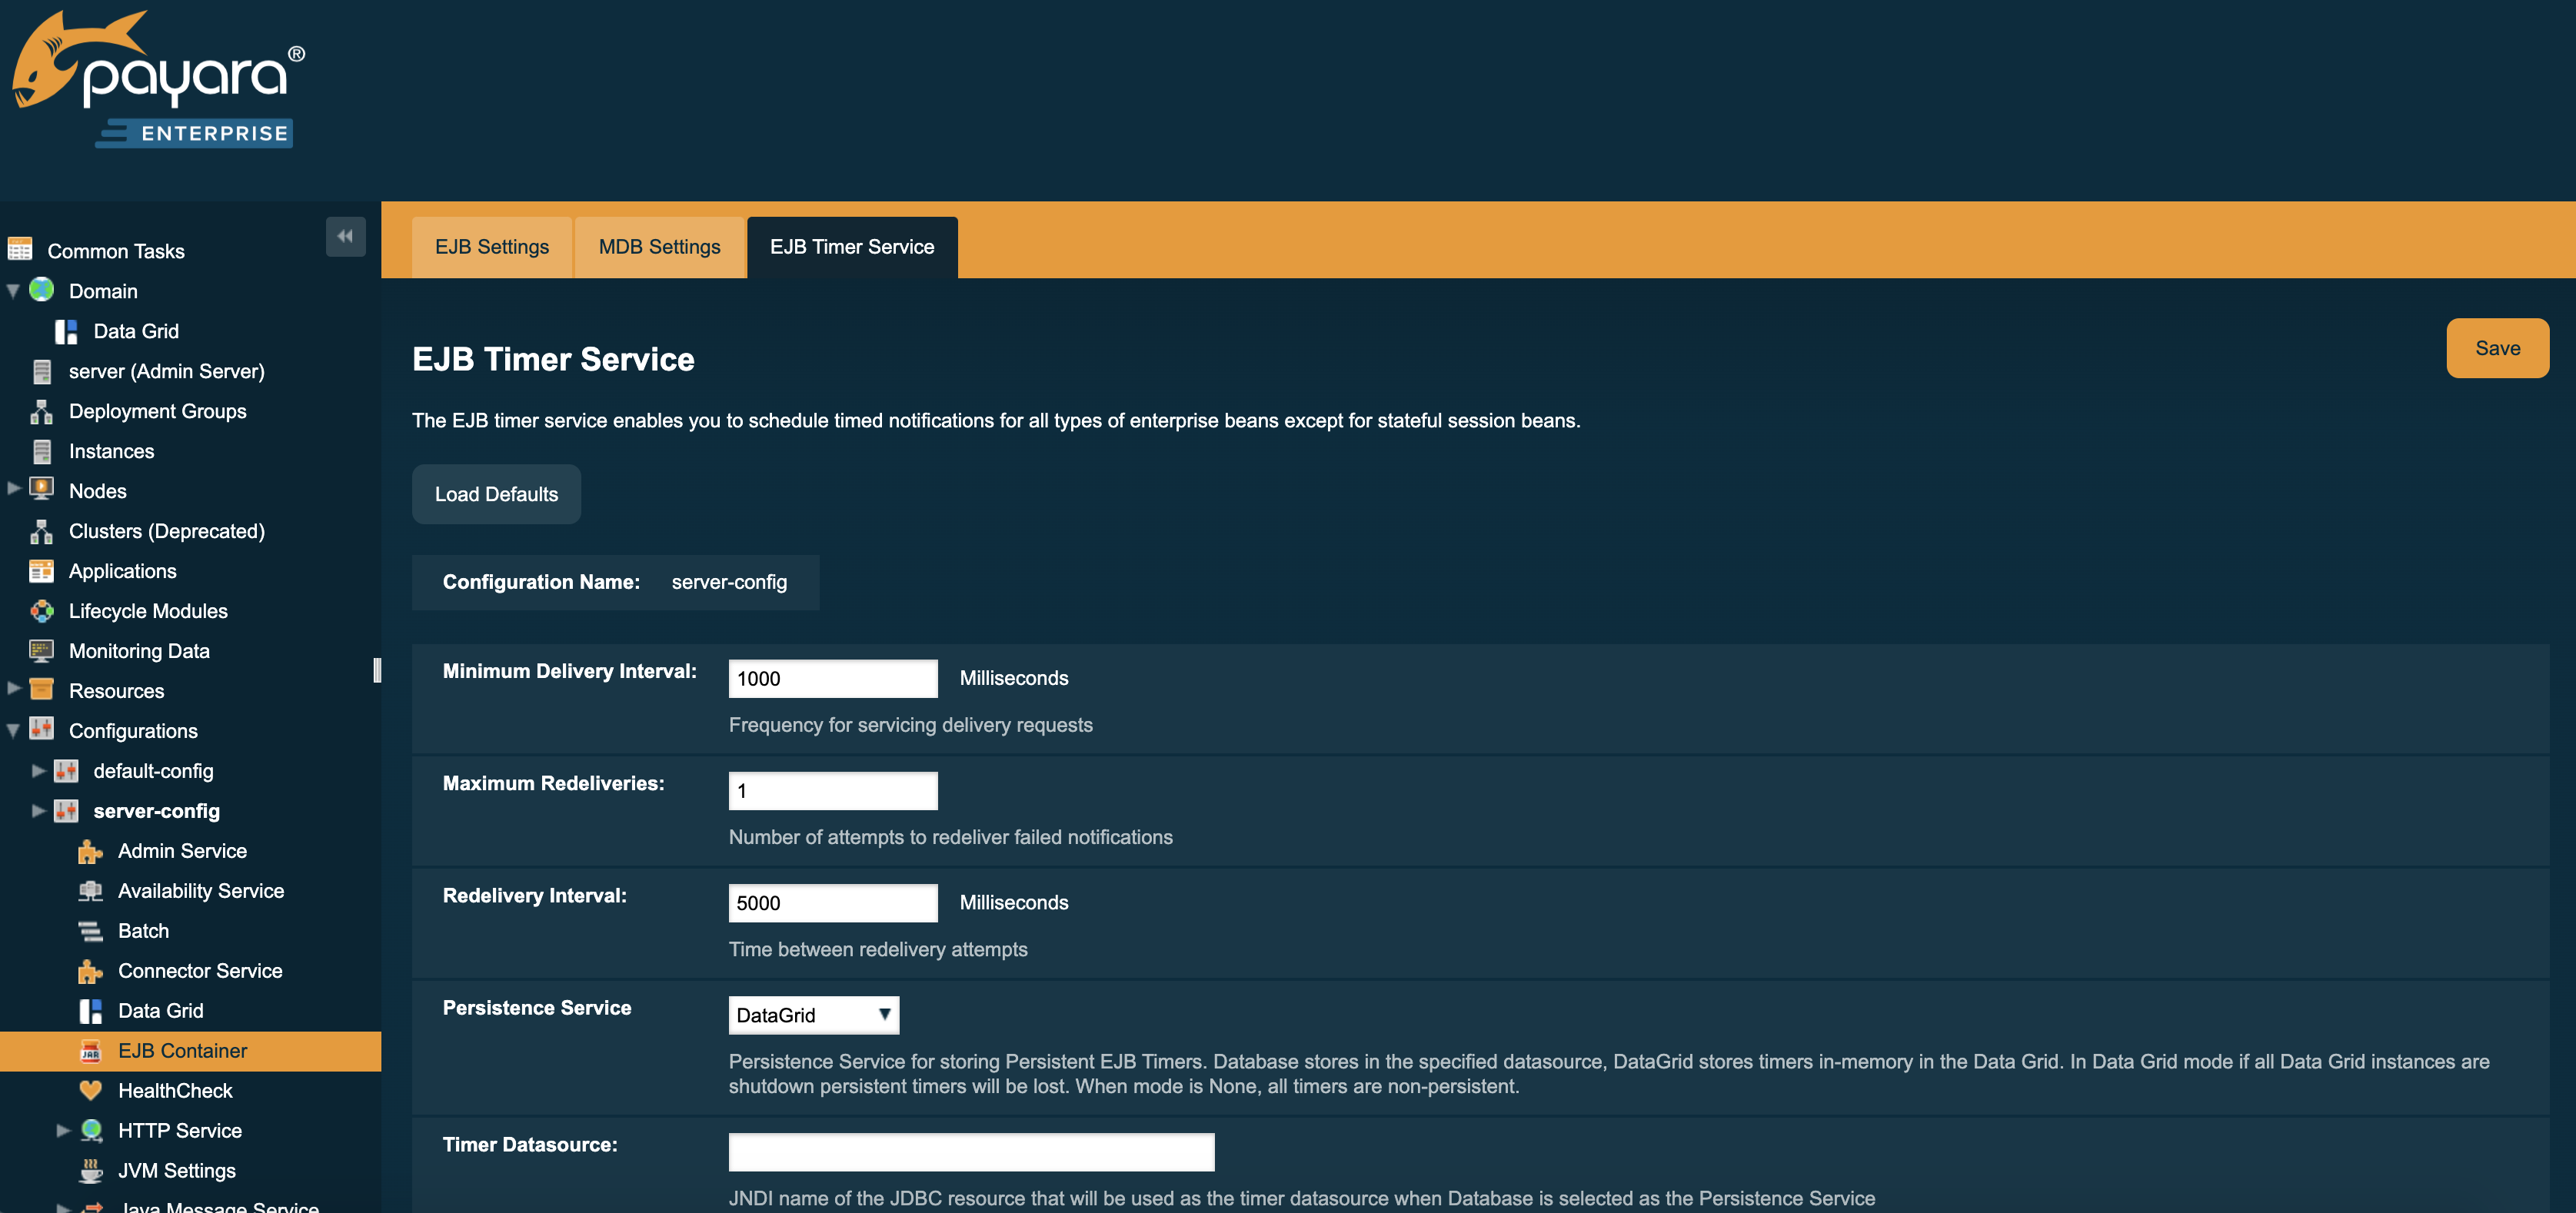 payara®
ENTERPRISE
Common Tasks
Domain
Data Grid
server (Admin Server)
Deployment Groups
Instances
Nodes
Clusters (Deprecated)
Applications
Lifecycle Modules
Monitoring Data
Resources
Configurations
default-config
server-config
Admin Service
Availability Service
Batch
Connector Service
Data Grid
JAR EJB Container
HealthCheck
HTTP Service
JVM Settings
Java Message Service
EJB Settings MDB Settings EJB Timer Service
EJB Timer Service
Save
The EJB timer service enables you to schedule timed notifications for all types of enterprise beans except for stateful session beans.
Load Defaults
Configuration Name: server-config
Minimum Delivery Interval: 1000 Milliseconds
Frequency for servicing delivery requests
Maximum Redeliveries: 1
Number of attempts to redeliver failed notifications
Redelivery Interval: 5000 Milliseconds
Time between redelivery attempts
Persistence Service DataGrid
Persistence Service for storing Persistent EJB Timers. Database stores in the specified datasource, DataGrid stores timers in-memory in the Data Grid. In Data Grid mode if all Data Grid instances are
shutdown persistent timers will be lost. When mode is None, all timers are non-persistent.
Timer Datasource:
JNDI name of the JDBC resource that will be used as the timer datasource when Database is selected as the Persistence Service